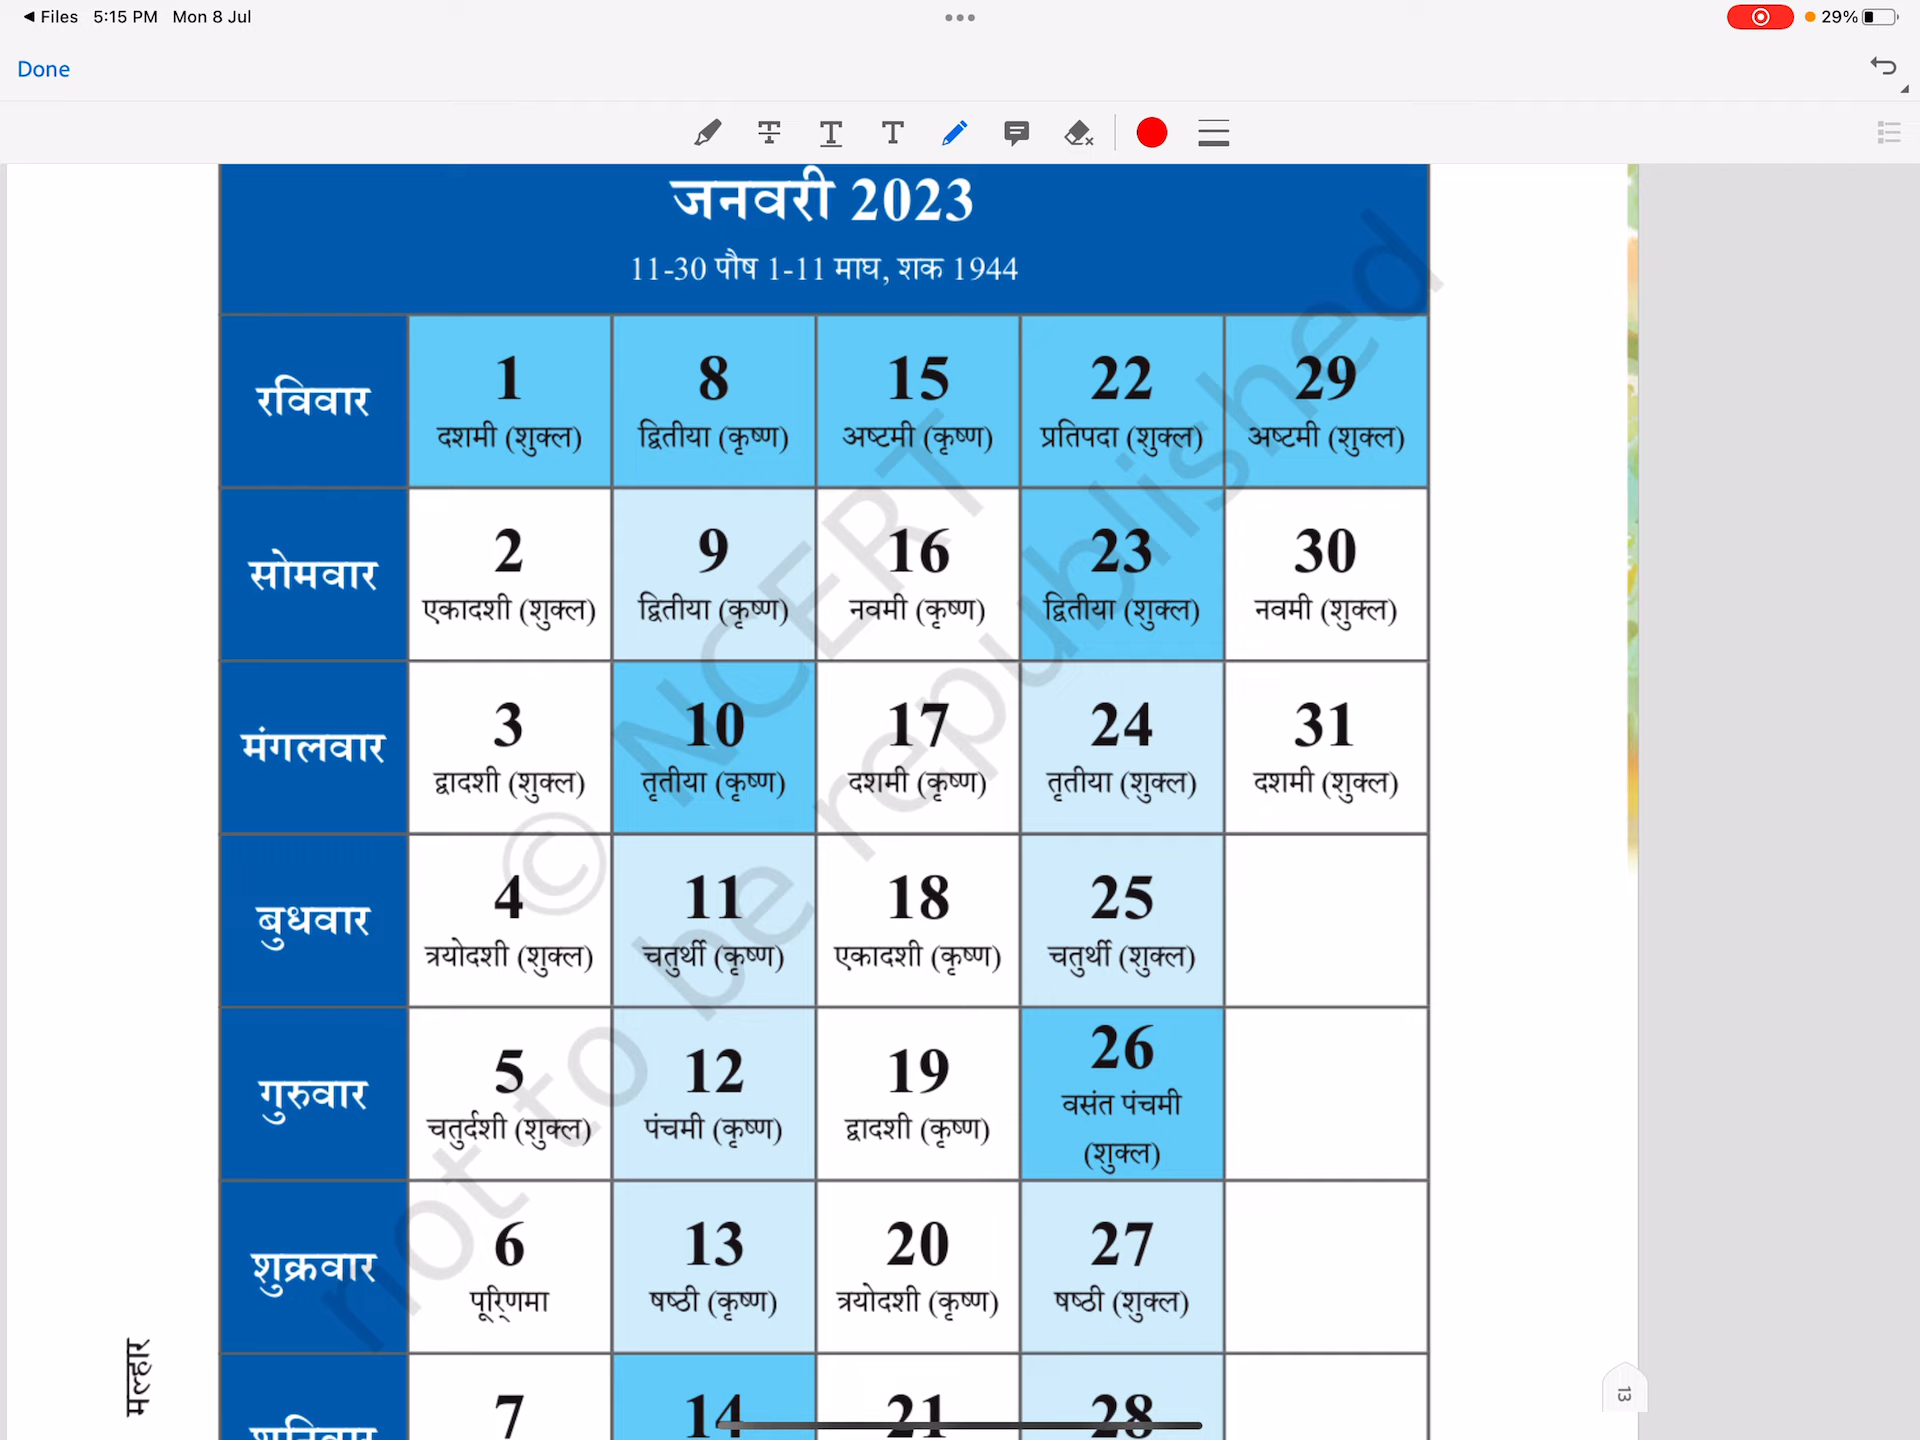 ◀ Files 5:15 PM Mon 8 Jul
29%
Done
जनवरी 2023
11-30 पौष 1-11 माघ, शक 1944
रविवार 1 8 15 22 29
दशमी (शुक्ल) द्वितीया (कृष्ण) अष्टमी (कृष्ण) प्रतिपदा (शुक्ल) अष्टमी (शुक्ल)
सोमवार 2 9 16 23 30
एकादशी (शुक्ल) द्वितीया (कृष्ण) नवमी (कृष्ण) द्वितीया (शुक्ल) नवमी (शुक्ल)
मंगलवार 3 10 17 24 31
द्वादशी (शुक्ल) तृतीया (कृष्ण) दशमी (कृष्ण) तृतीया (शुक्ल) दशमी (शुक्ल)
बुधवार 4 11 18 25
त्रयोदशी (शुक्ल) चतुर्थी (कृष्ण) एकादशी (कृष्ण) चतुर्थी (शुक्ल)
गुरुवार 5 12 19 26
चतुर्दशी (शुक्ल) पंचमी (कृष्ण) द्वादशी (कृष्ण) वसंत पंचमी
(शुक्ल)
शुक्रवार 6 13 20 27
पूर्णिमा षष्ठी (कृष्ण) त्रयोदशी (कृष्ण) षष्ठी (शुक्ल)
शनिवार 7 14 21 28
मल्हार
13
© NCERT
not to be republished